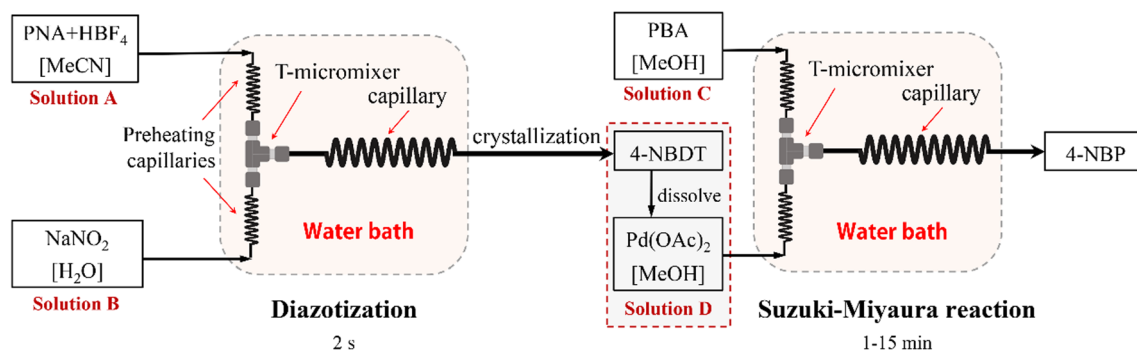 PNA+HBF4
[MeCN]
Solution A
T-micromixer
capillary
Preheating
capillaries
Water bath
NaNO2
[H2O]
Solution B
Diazotization
2 s
crystallization
PBA
[MeOH]
Solution C
4-NBDT
dissolve
Pd(OAc)2
[MeOH]
Solution D
T-micromixer
capillary
Water bath
4-NBP
Suzuki-Miyaura reaction
1-15 min